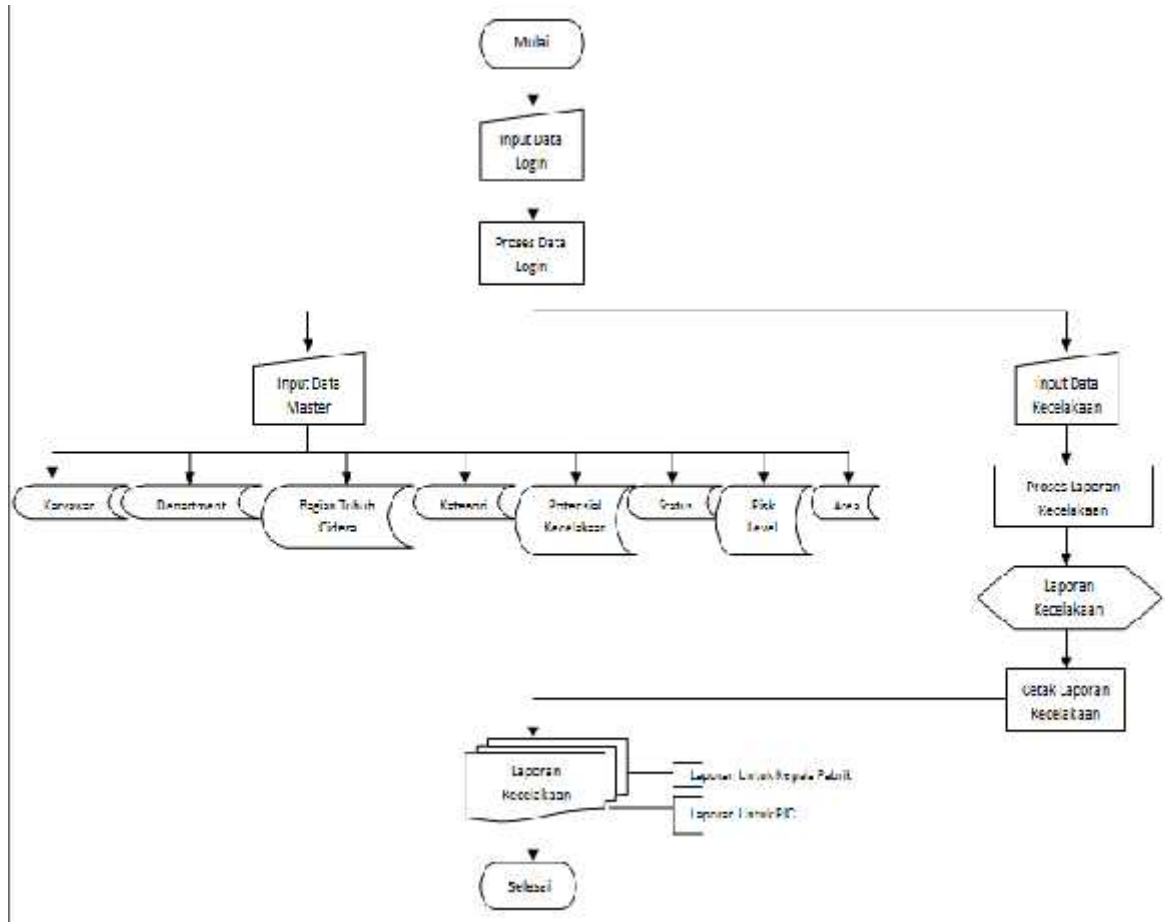 Mulai
Input Data
Login
Proses Data
Login
Input Data
Master
Input Data
Kecelakaan
Karyawan
Department
Bagian Tubuh
Cidera
Kategori
Potensial
Kecelakaan
Status
Risk
Level
Area
Proses Laporan
Kecelakaan
Laporan
Kecelakaan
Cetak Laporan
Kecelakaan
Laporan
Kecelakaan
Laporan Untuk Kepala Pabrik
Laporan Untuk PIC
Selesai